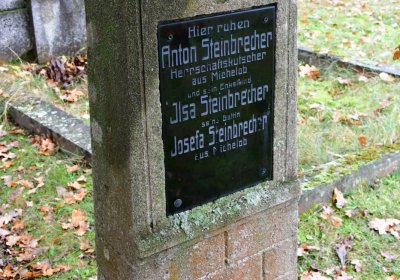 Hier ruhen
Anton Steinbrecher
Herrschaftskutscher
aus Michelob
und sein Enkelkind
Ilsa Steinbrecher
seine Gattin
Josefa Steinbrecher
aus Michelob